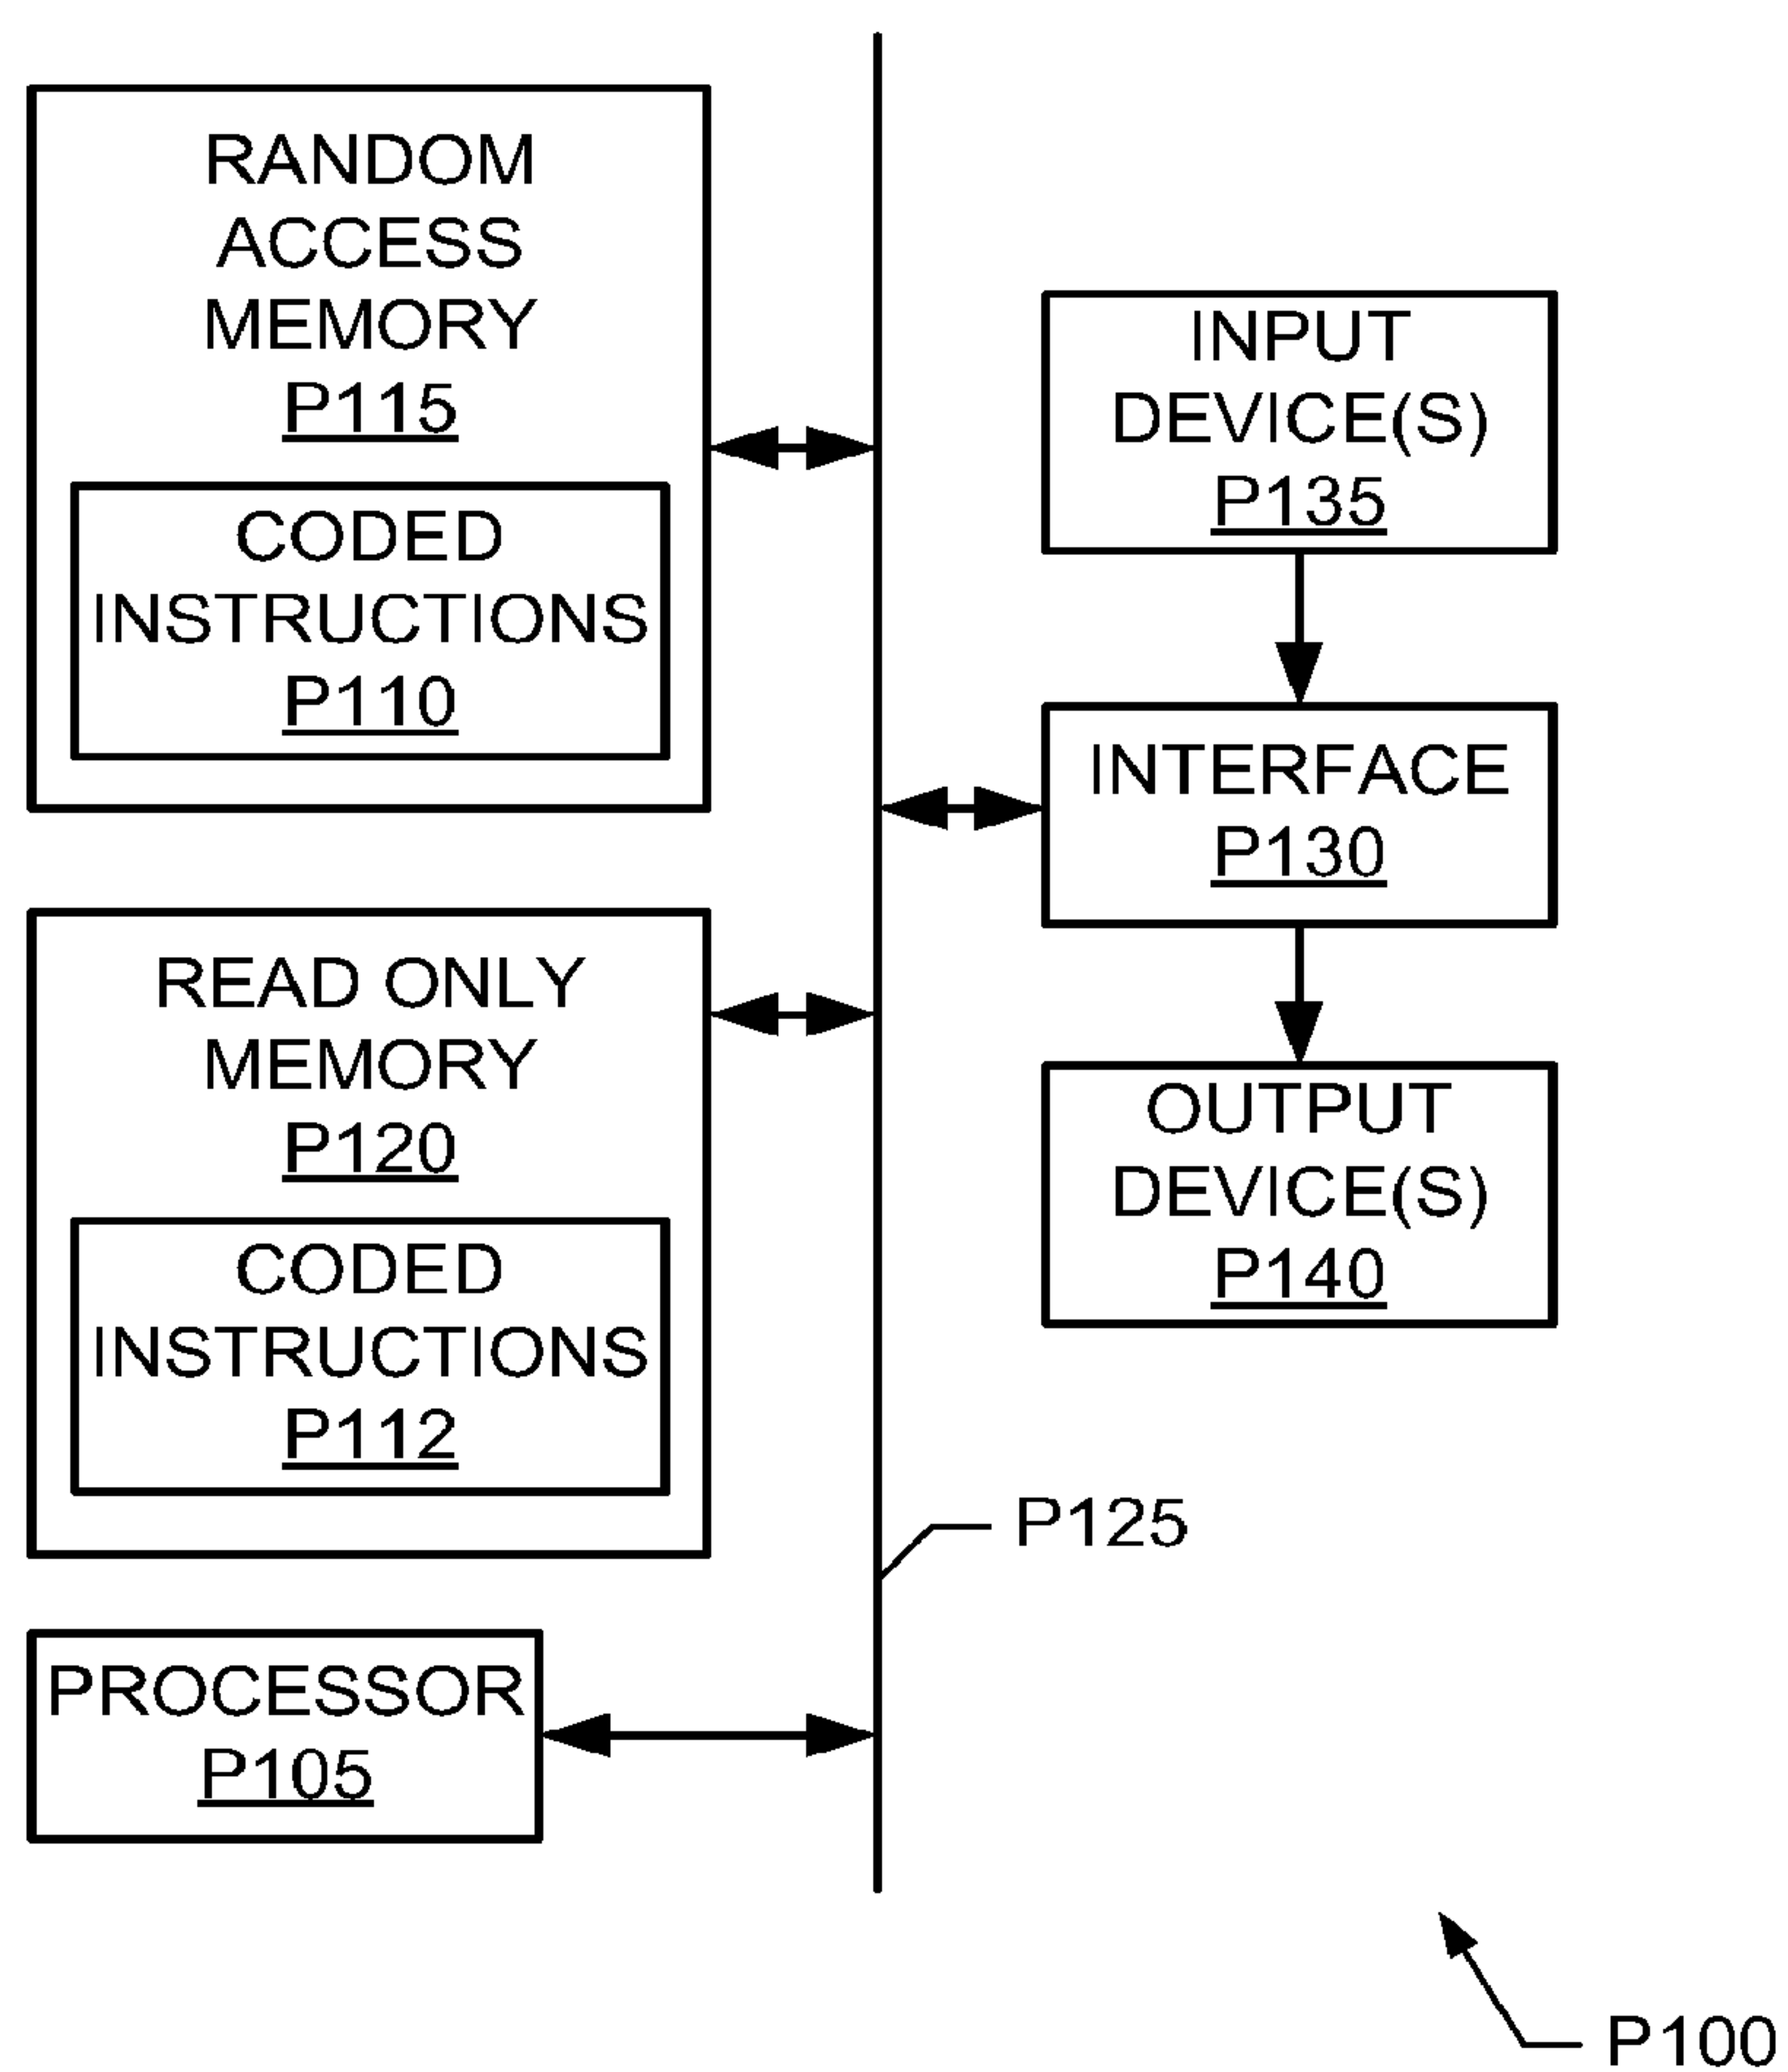 RANDOM
ACCESS
MEMORY
P115
CODED
INSTRUCTIONS
P110
READ ONLY
MEMORY
P120
CODED
INSTRUCTIONS
P112
PROCESSOR
P105
INPUT
DEVICE(S)
P135
INTERFACE
P130
OUTPUT
DEVICE(S)
P140
P125
P100